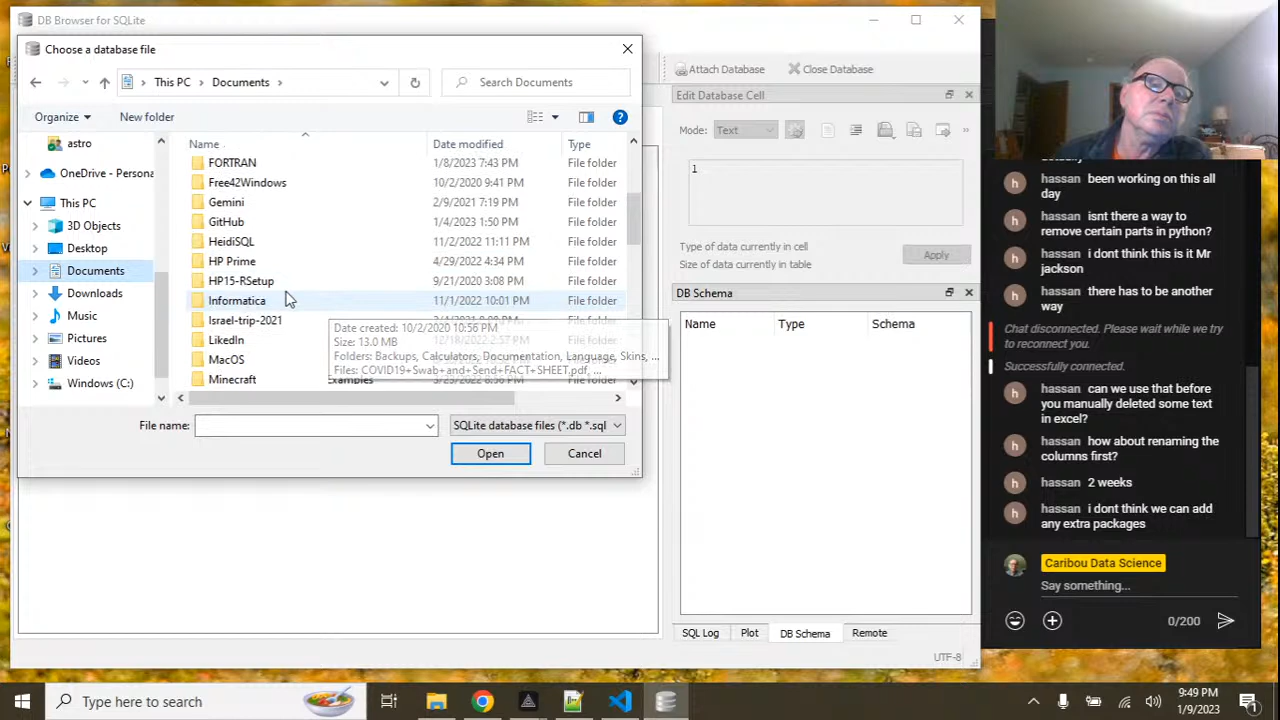 DB Browser for SQLite
Choose a database file
This PC
Documents
Search Documents
Organize
New folder
astro
OneDrive - Persona
This PC
3D Objects
Desktop
Documents
Downloads
Music
Pictures
Videos
Windows (C:)
Name Date modified Type
FORTRAN 1/8/2023 7:43 PM File folder
Free42Windows 10/2/2020 9:41 PM File folder
Gemini 2/9/2021 7:19 PM File folder
GitHub 1/4/2023 1:50 PM File folder
HeidiSQL 11/2/2022 11:11 PM File folder
HP Prime 4/29/2022 4:34 PM File folder
HP15-RSetup 9/21/2020 3:08 PM File folder
Informatica 11/1/2022 10:01 PM File folder
Israel-trip-2021
LikedIn
MacOS
Minecraft
Date created: 10/2/2020 10:56 PM
Size: 13.0 MB
Folders: Backups, Calculators, Documentation, Language, Skins, ...
Files: COVID19+Swab+and+Send+FACT+SHEET.pdf, ...
Examples
File name:
SQLite database files (*.db *.sql
Open
Cancel
Attach Database
Close Database
Edit Database Cell
Mode: Text
1
Type of data currently in cell
Size of data currently in table
Apply
DB Schema
Name Type Schema
SQL Log Plot DB Schema Remote
UTF-8
h hassan been working on this all
day
h hassan isnt there a way to
remove certain parts in python?
h hassan i dont think this is it Mr
jackson
h hassan there has to be another
way
Chat disconnected. Please wait while we try
to reconnect you.
Successfully connected.
h hassan can we use that before
you manually deleted some text
in excel?
h hassan how about renaming the
columns first?
h hassan 2 weeks
h hassan i dont think we can add
any extra packages
Caribou Data Science
Say something...
0/200
Type here to search
9:49 PM
1/9/2023
1